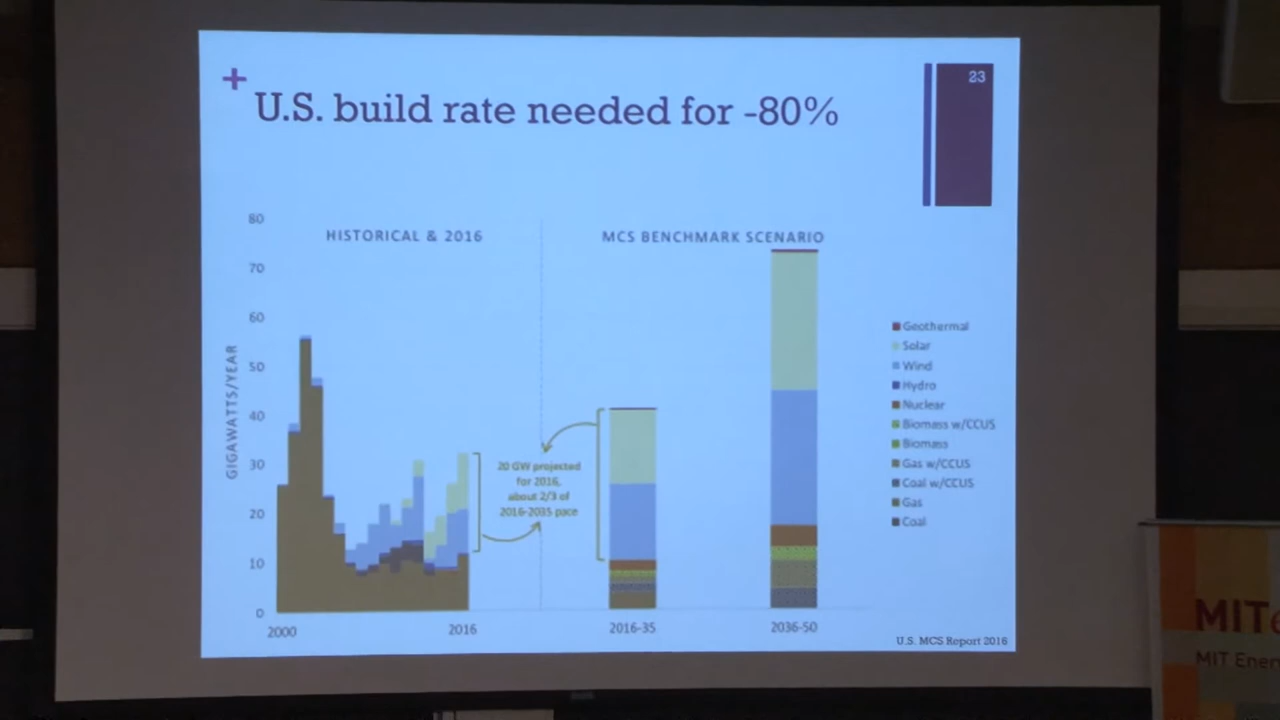 +
U.S. build rate needed for -80%
23
HISTORICAL & 2016
MCS BENCHMARK SCENARIO
GIGAWATTS/YEAR
80
70
60
50
40
30
20
10
0
2000
2016
2016-35
2036-50
20 GW projected
for 2016,
about 2/3 of
2016-2035 pace
Geothermal
Solar
Wind
Hydro
Nuclear
Biomass w/CCUS
Biomass
Gas w/CCUS
Coal w/CCUS
Gas
Coal
U.S. MCS Report 2016
MIT
MIT Ener